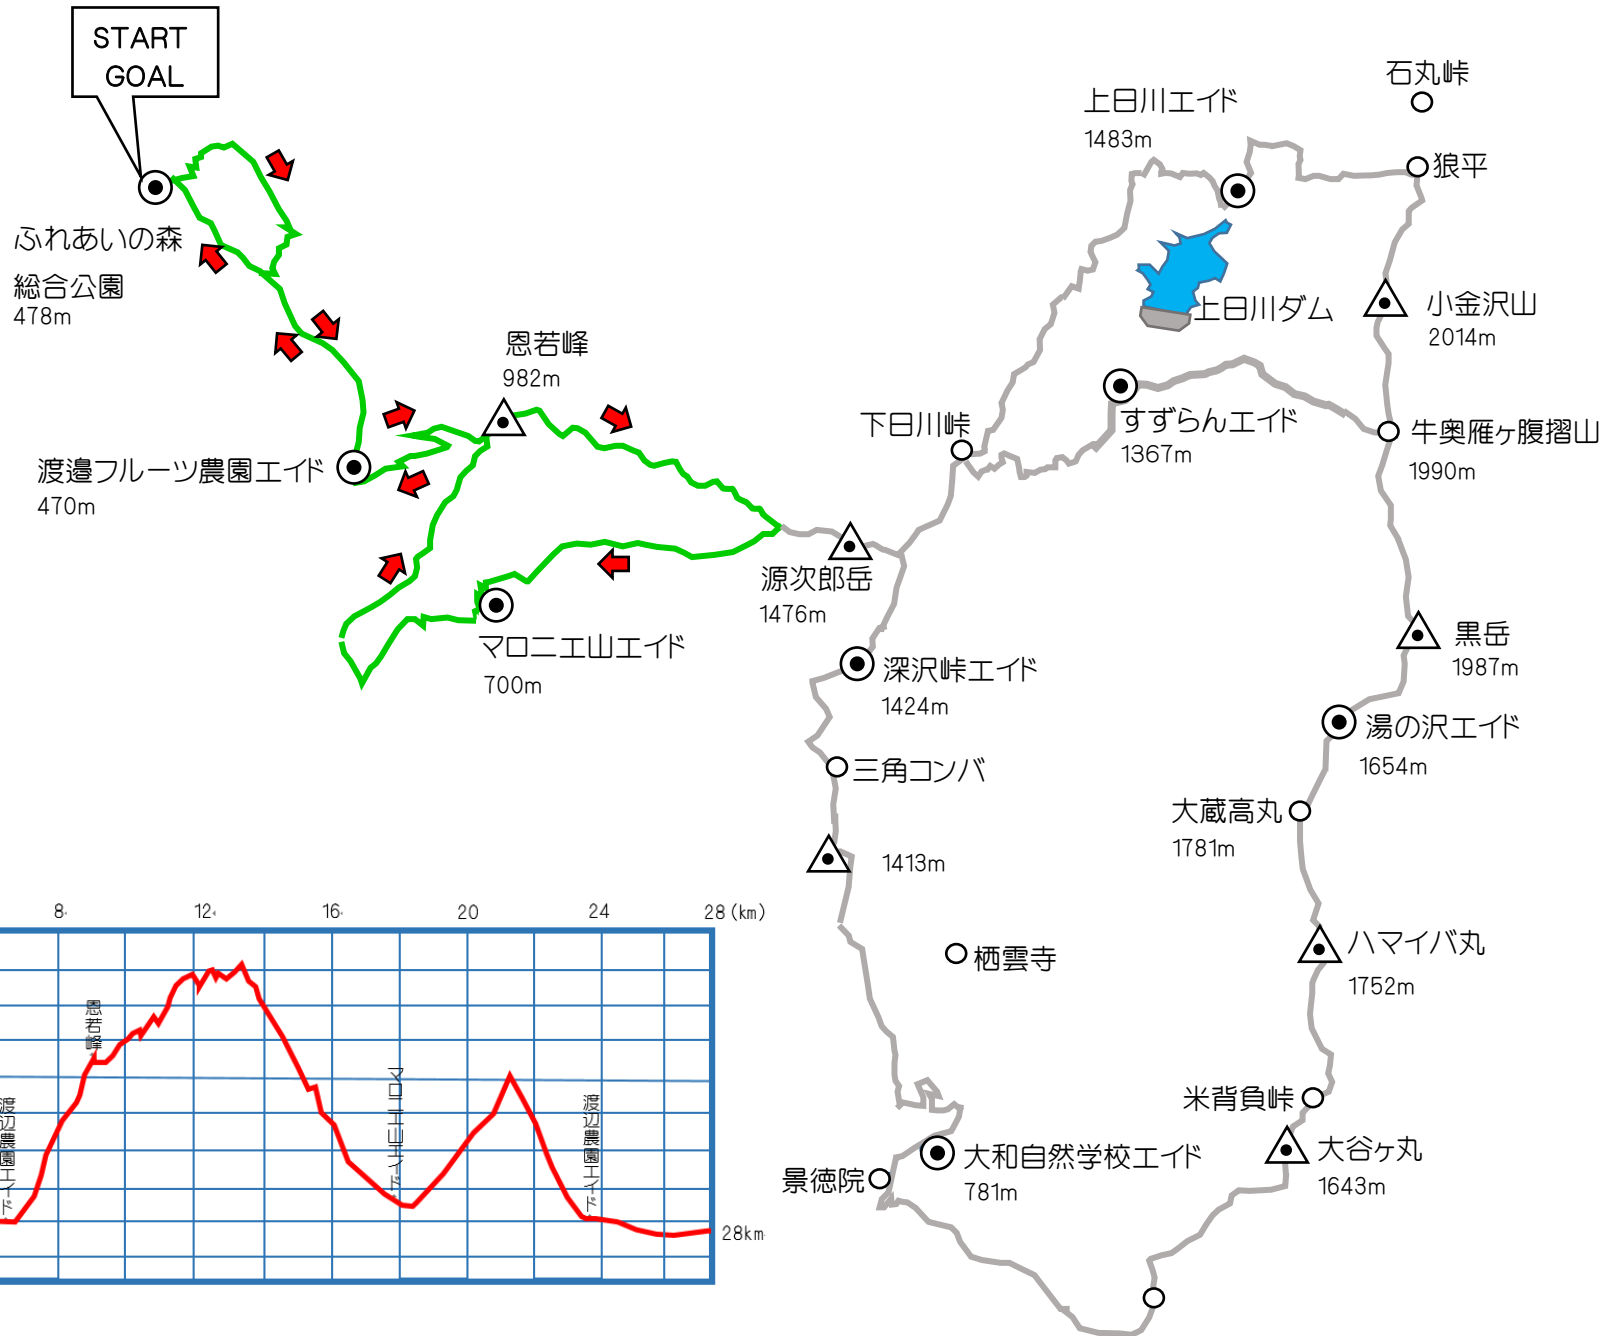 START
GOAL
ふれあいの森
総合公園
478m
恩若峰
982m
渡邉フルーツ農園エイド
470m
マロニエ山エイド
700m
源次郎岳
1476m
深沢峠エイド
1424m
三角コンバ
1413m
栖雲寺
大和自然学校エイド
781m
景徳院
上日川エイド
1483m
石丸峠
狼平
上日川ダム
小金沢山
2014m
下日川峠
すずらんエイド
1367m
牛奥雁ヶ腹摺山
1990m
黒岳
1987m
湯の沢エイド
1654m
大蔵高丸
1781m
ハマイバ丸
1752m
米背負峠
大谷ヶ丸
1643m
8
12
16
20
24
28 (km)
渡辺農園エイド
恩若峰
マロニエ山エイド
渡辺農園エイド
28km